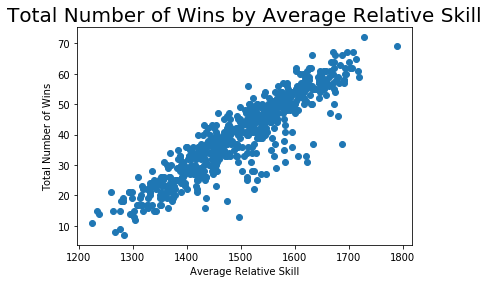 Total Number of Wins by Average Relative Skill
70
60
50
40
30
20
10
Total Number of Wins
1200 1300 1400 1500 1600 1700 1800
Average Relative Skill